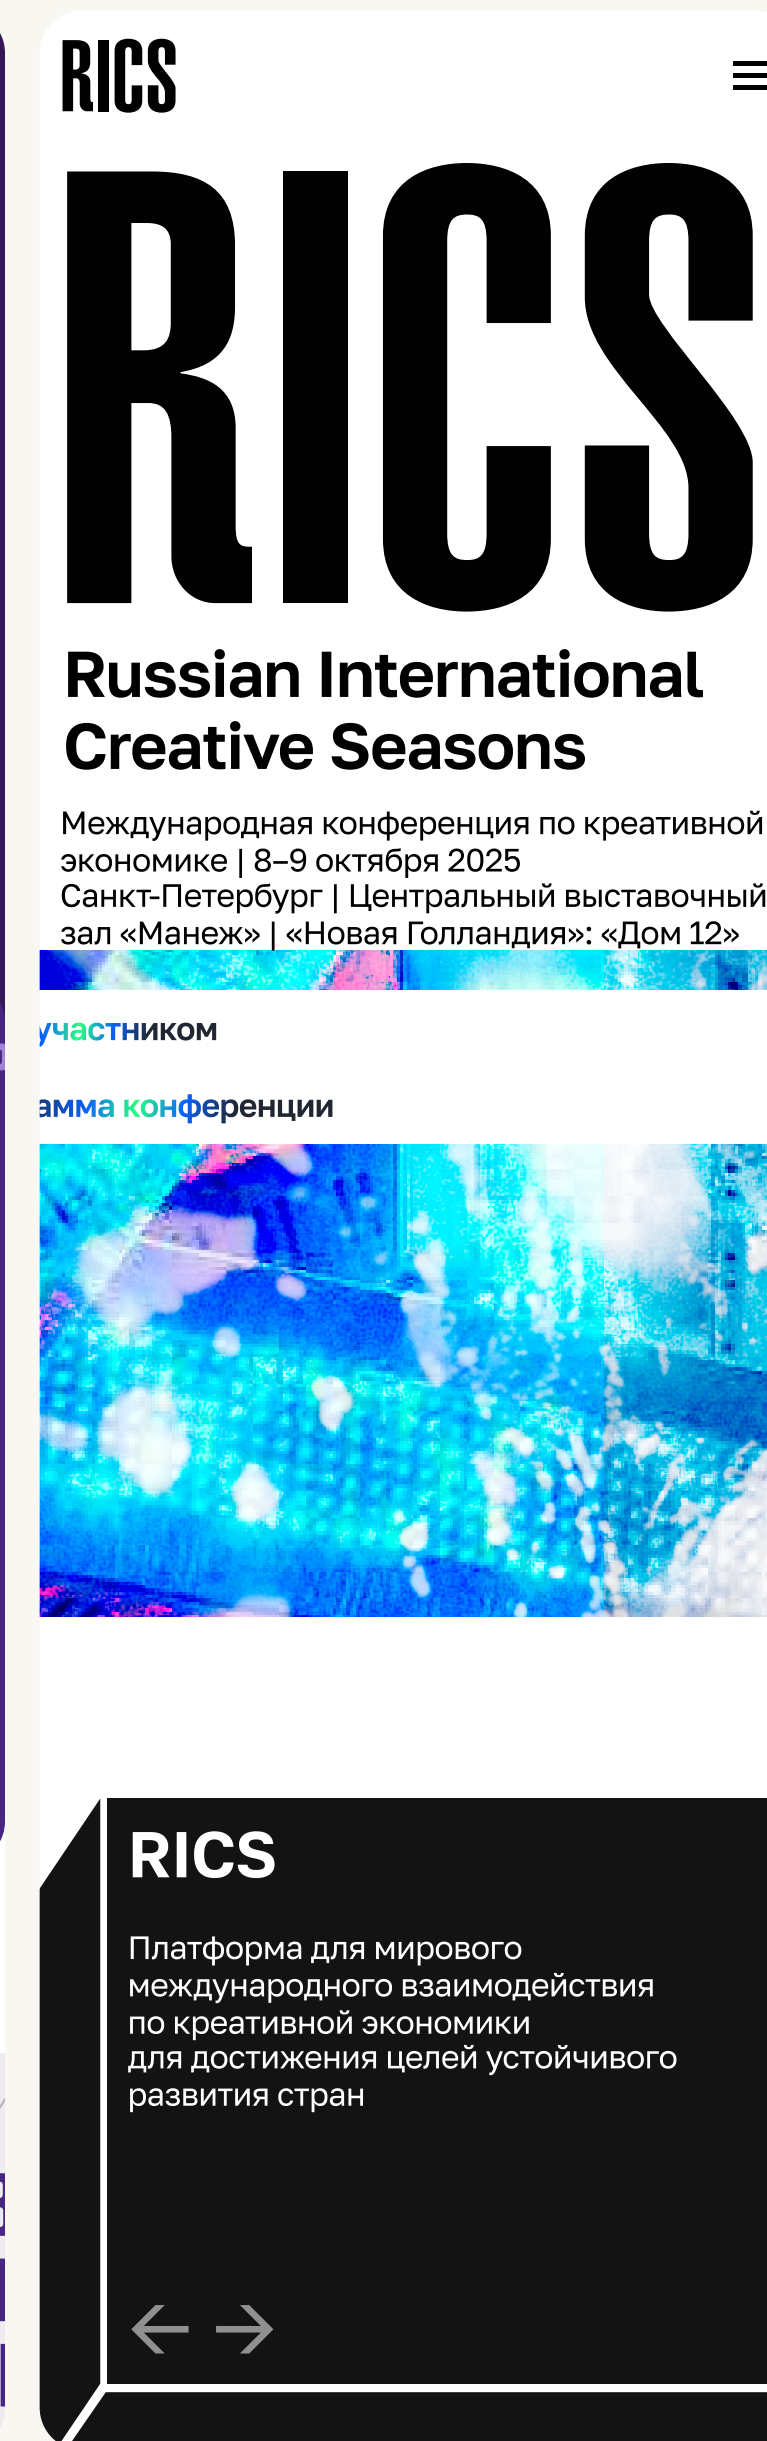 RICS
RICS
Russian International
Creative Seasons
Международная конференция по креативной
экономике | 8–9 октября 2025
Санкт-Петербург | Центральный выставочный
зал «Манеж» | «Новая Голландия»: «Дом 12»
участником
амма конференции
RICS
Платформа для мирового
международного взаимодействия
по креативной экономики
для достижения целей устойчивого
развития стран